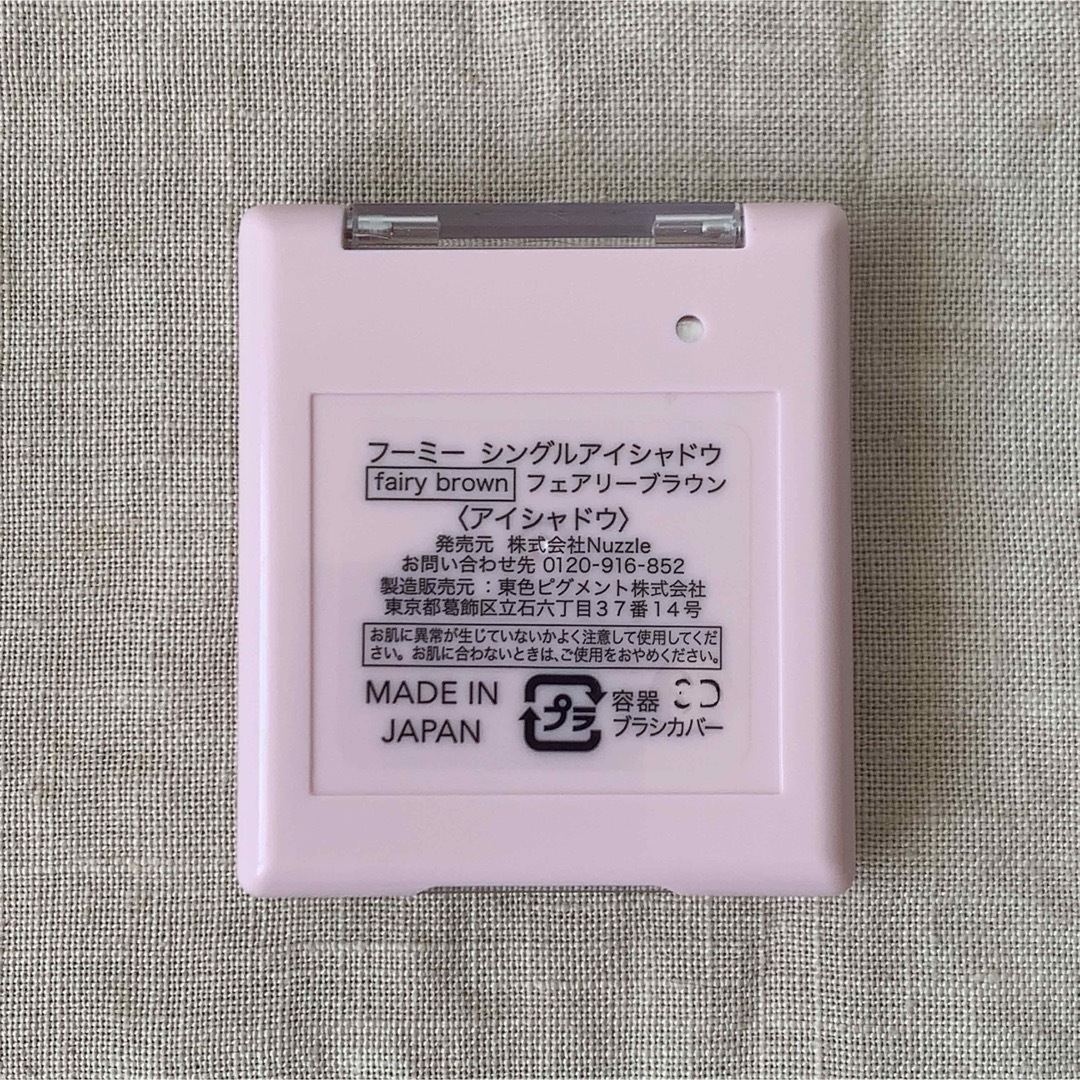 フーミー シングルアイシャドウ
fairy brown フェアリーブラウン
〈アイシャドウ〉
発売元 株式会社Nuzzle
お問い合わせ先 0120-916-852
製造販売元：東色ピグメント株式会社
東京都葛飾区立石六丁目37番14号
お肌に異常が生じていないかよく注意して使用してくだ
さい。お肌に合わないときは、ご使用をおやめください。
MADE IN
JAPAN
プラ
容器
ブラシカバー